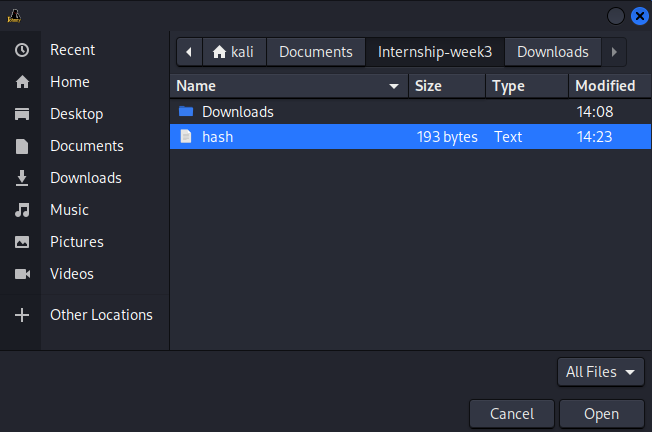 Recent
Home
Desktop
Documents
Downloads
Music
Pictures
Videos
Other Locations
kali Documents Internship-week3 Downloads
Name Size Type Modified
Downloads 14:08
hash 193 bytes Text 14:23
All Files
Cancel Open